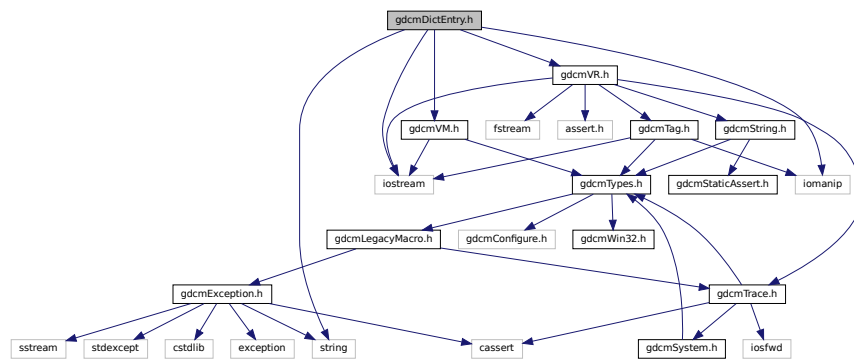 gdcmDictEntry.h
gdcmVR.h
gdcmVM.h
fstream
assert.h
gdcmTag.h
gdcmString.h
iostream
gdcmTypes.h
gdcmStaticAssert.h
iomanip
gdcmLegacyMacro.h
gdcmConfigure.h
gdcmWin32.h
gdcmException.h
gdcmTrace.h
sstream
stdexcept
cstdlib
exception
string
cassert
gdcmSystem.h
iosfwd